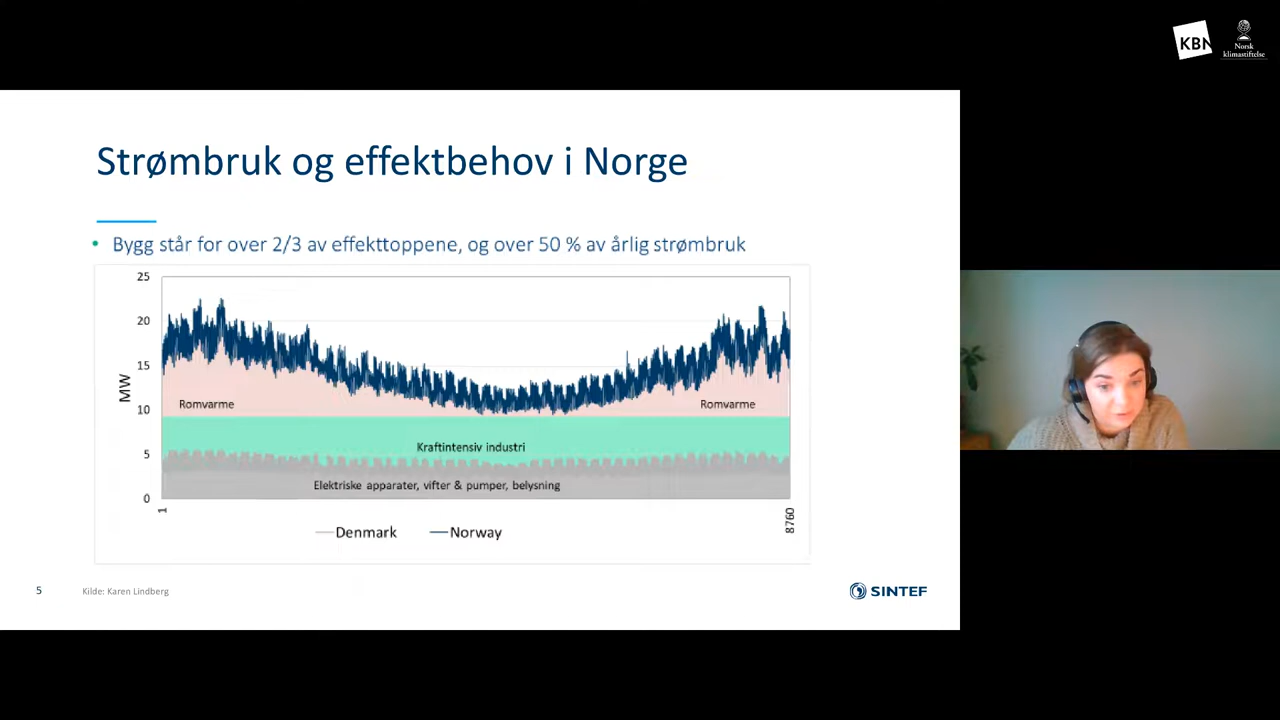 KBN
Norsk
klimastiftelse
Strømbruk og effektbehov i Norge
• Bygg står for over 2/3 av effekttoppene, og over 50 % av årlig strømbruk
25
20
15
10
5
0
MW
Romvarme
Romvarme
Kraftintensiv industri
Elektriske apparater, vifter & pumper, belysning
1
8760
Denmark
Norway
5
Kilde: Karen Lindberg
SINTEF